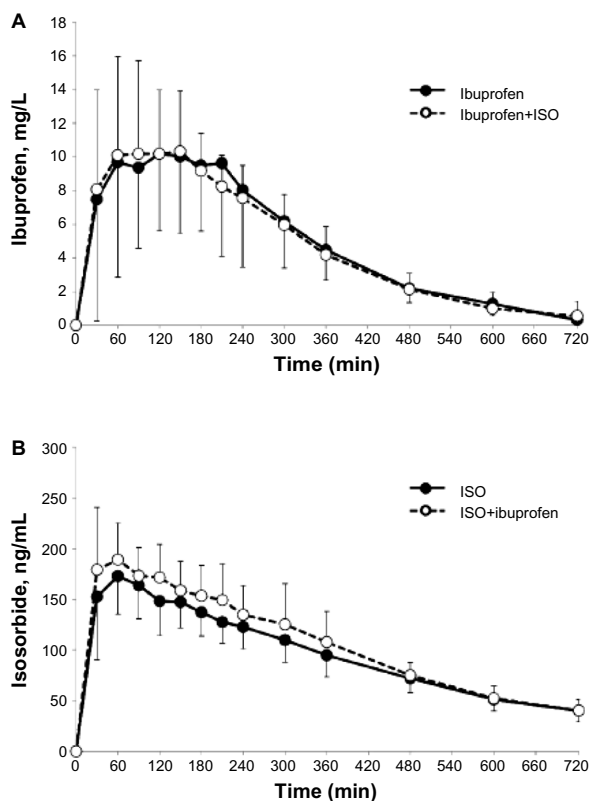 A
Ibuprofen, mg/L
18
16
14
12
10
8
6
4
2
0
Ibuprofen
Ibuprofen+ISO
0 60 120 180 240 300 360 420 480 540 600 660 720
Time (min)
B
Isosorbide, ng/mL
300
250
200
150
100
50
0
ISO
ISO+ibuprofen
0 60 120 180 240 300 360 420 480 540 600 660 720
Time (min)